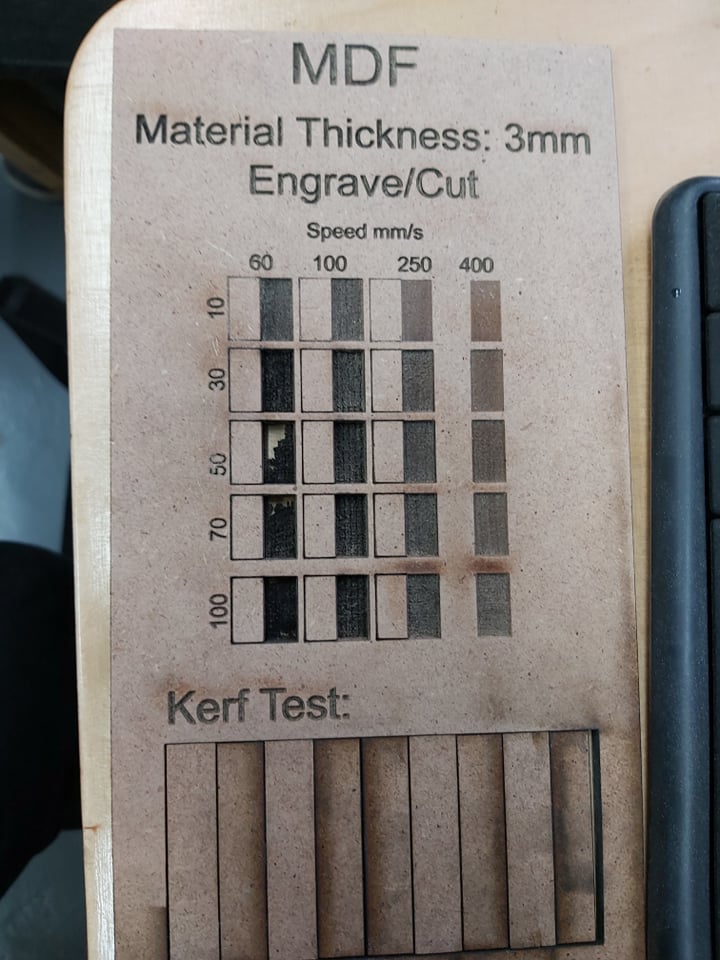 MDF
Material Thickness: 3mm
Engrave/Cut
Speed mm/s
60 100 250 400
10
30
50
70
100
Kerf Test: